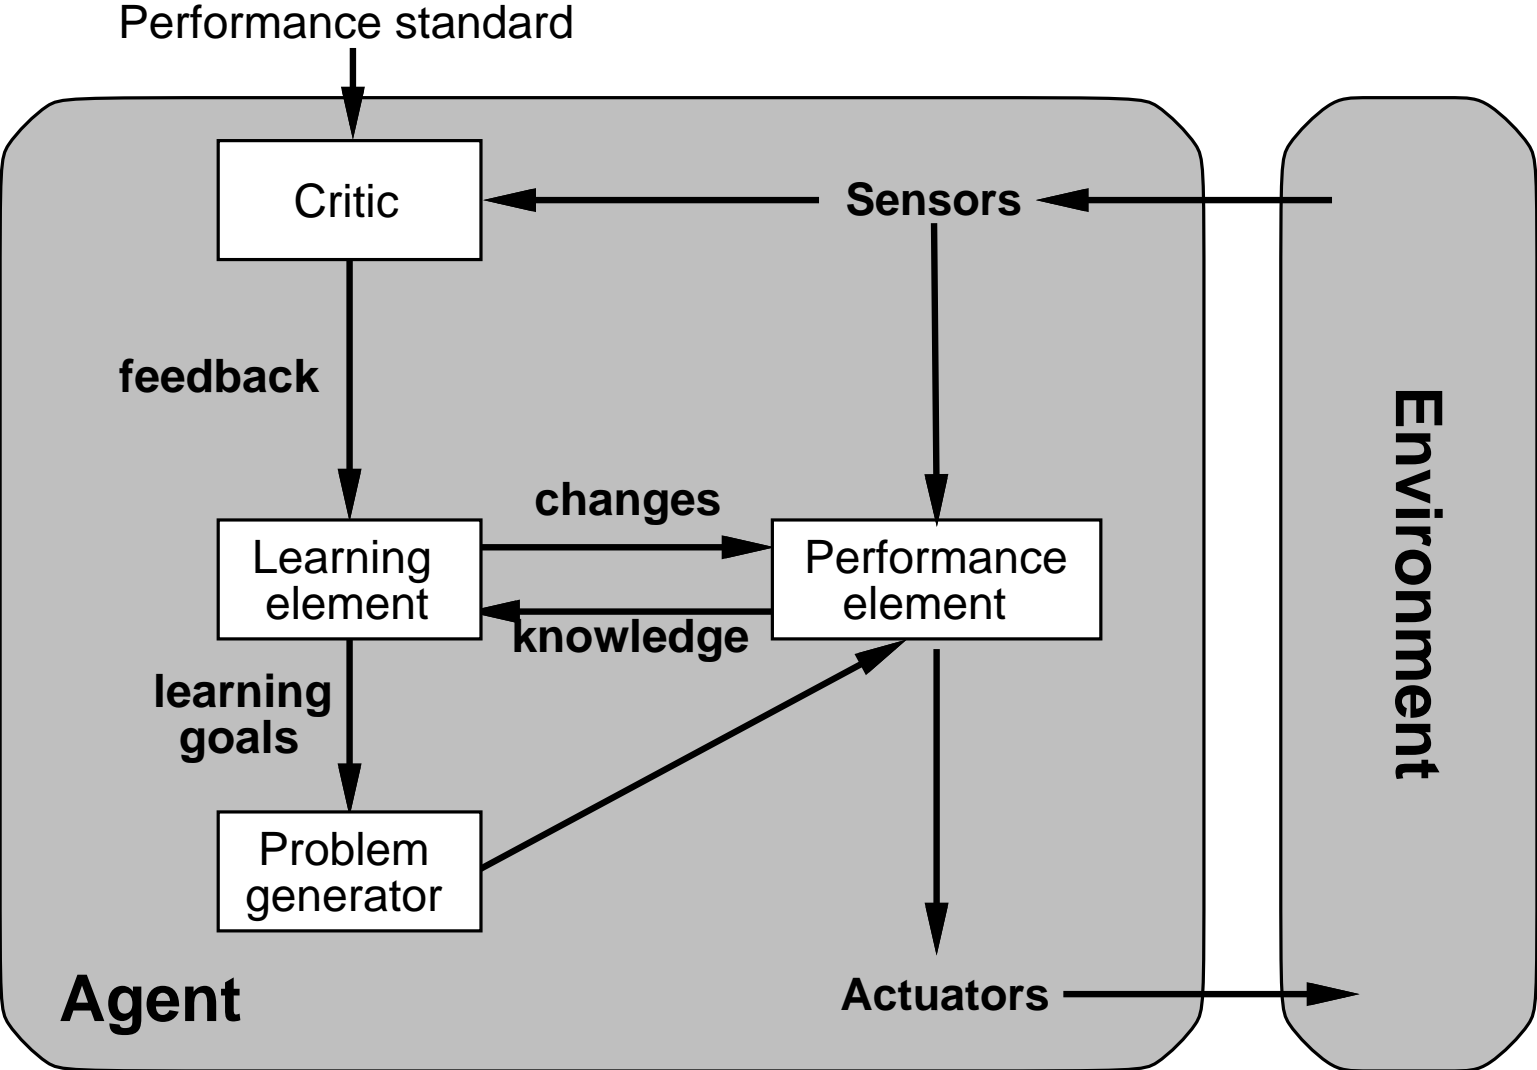 Performance standard
Critic
Sensors
feedback
changes
Learning
element
Performance
element
knowledge
learning
goals
Problem
generator
Agent
Actuators
Environment